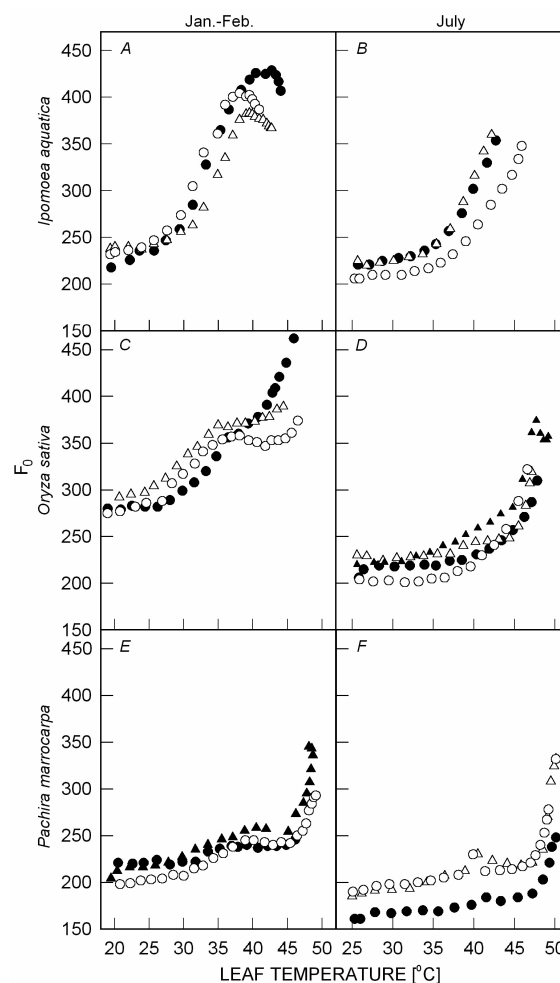 Jan.-Feb. July
A B
450
400
350
300
250
200
Ipomoea aquatica
150
C D
450
400
350
300
250
200
F0
Oryza sativa
150
E F
450
400
350
300
250
200
150
Pachira marrocarpa
20 25 30 35 40 45 50 25 30 35 40 45 50
LEAF TEMPERATURE [°C]